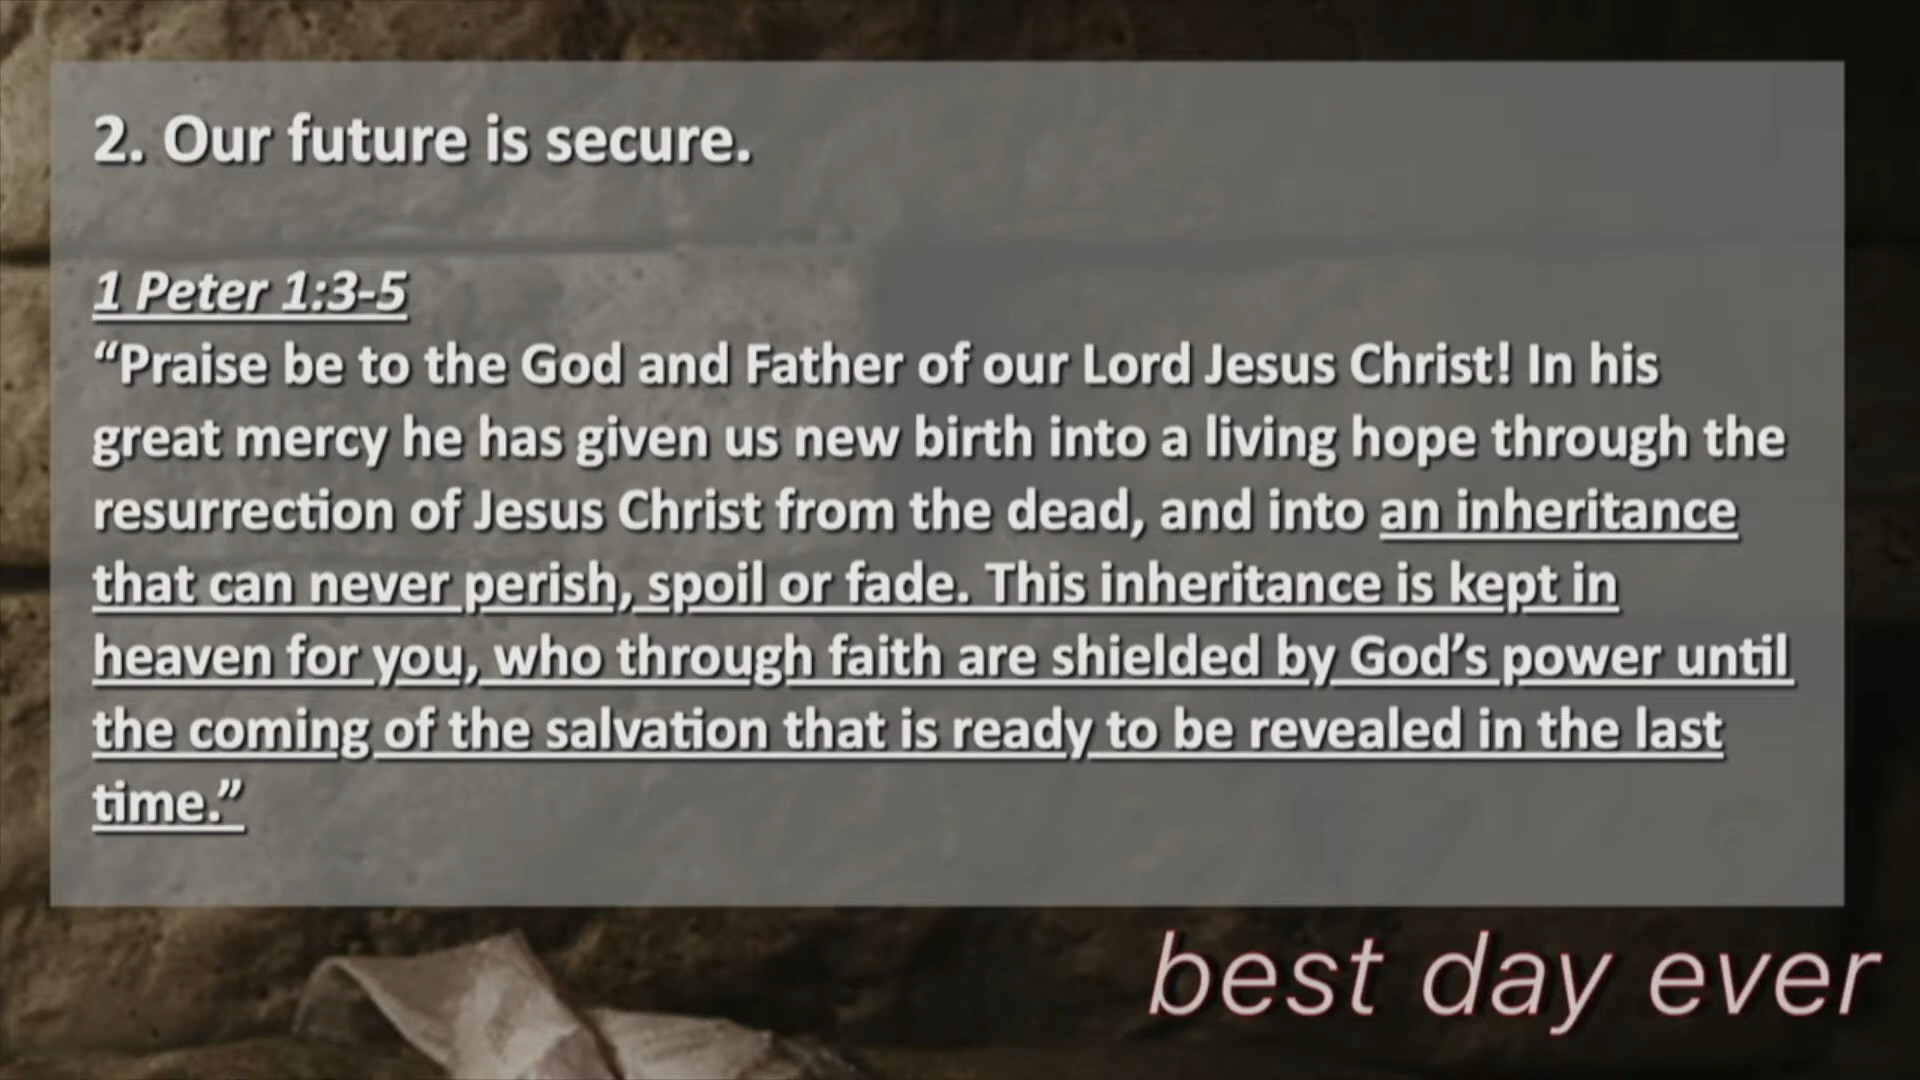 2. Our future is secure.
1 Peter 1:3-5
“Praise be to the God and Father of our Lord Jesus Christ! In his
great mercy he has given us new birth into a living hope through the
resurrection of Jesus Christ from the dead, and into an inheritance
that can never perish, spoil or fade. This inheritance is kept in
heaven for you, who through faith are shielded by God’s power until
the coming of the salvation that is ready to be revealed in the last
time.”
best day ever